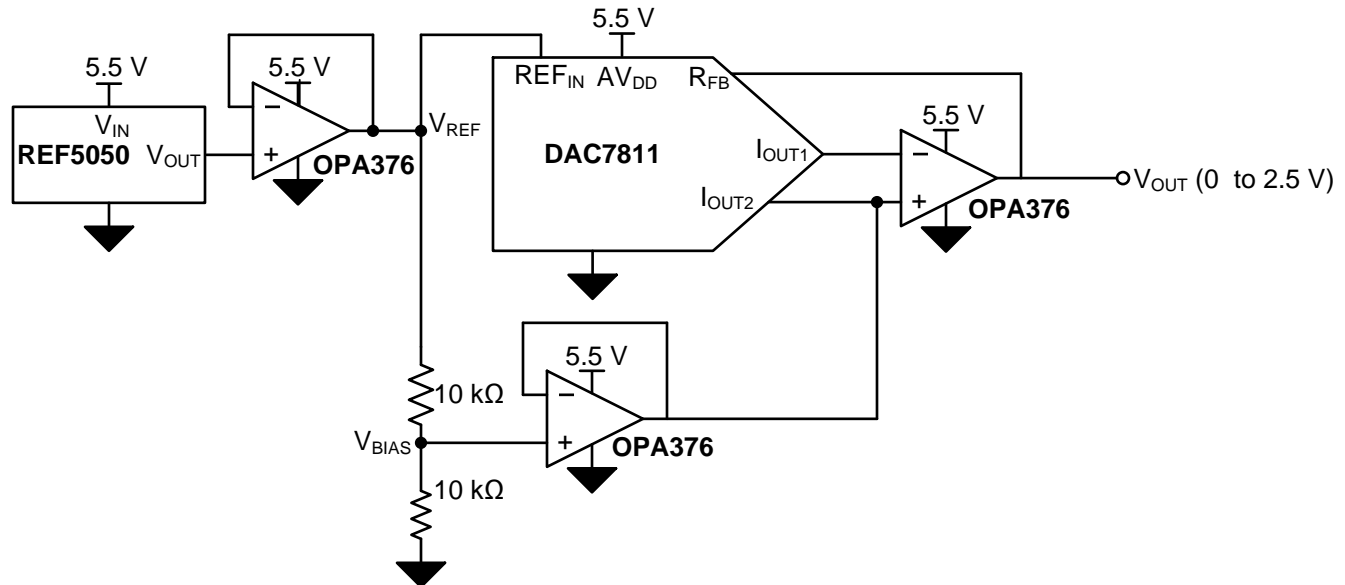 5.5 V
V_IN
REF5050 V_OUT
5.5 V
−
+
OPA376
V_REF
5.5 V
REF_IN AV_DD R_FB
DAC7811
I_OUT1
I_OUT2
5.5 V
−
+
OPA376
V_OUT (0 to 2.5 V)
10 kΩ
V_BIAS
10 kΩ
5.5 V
−
+
OPA376